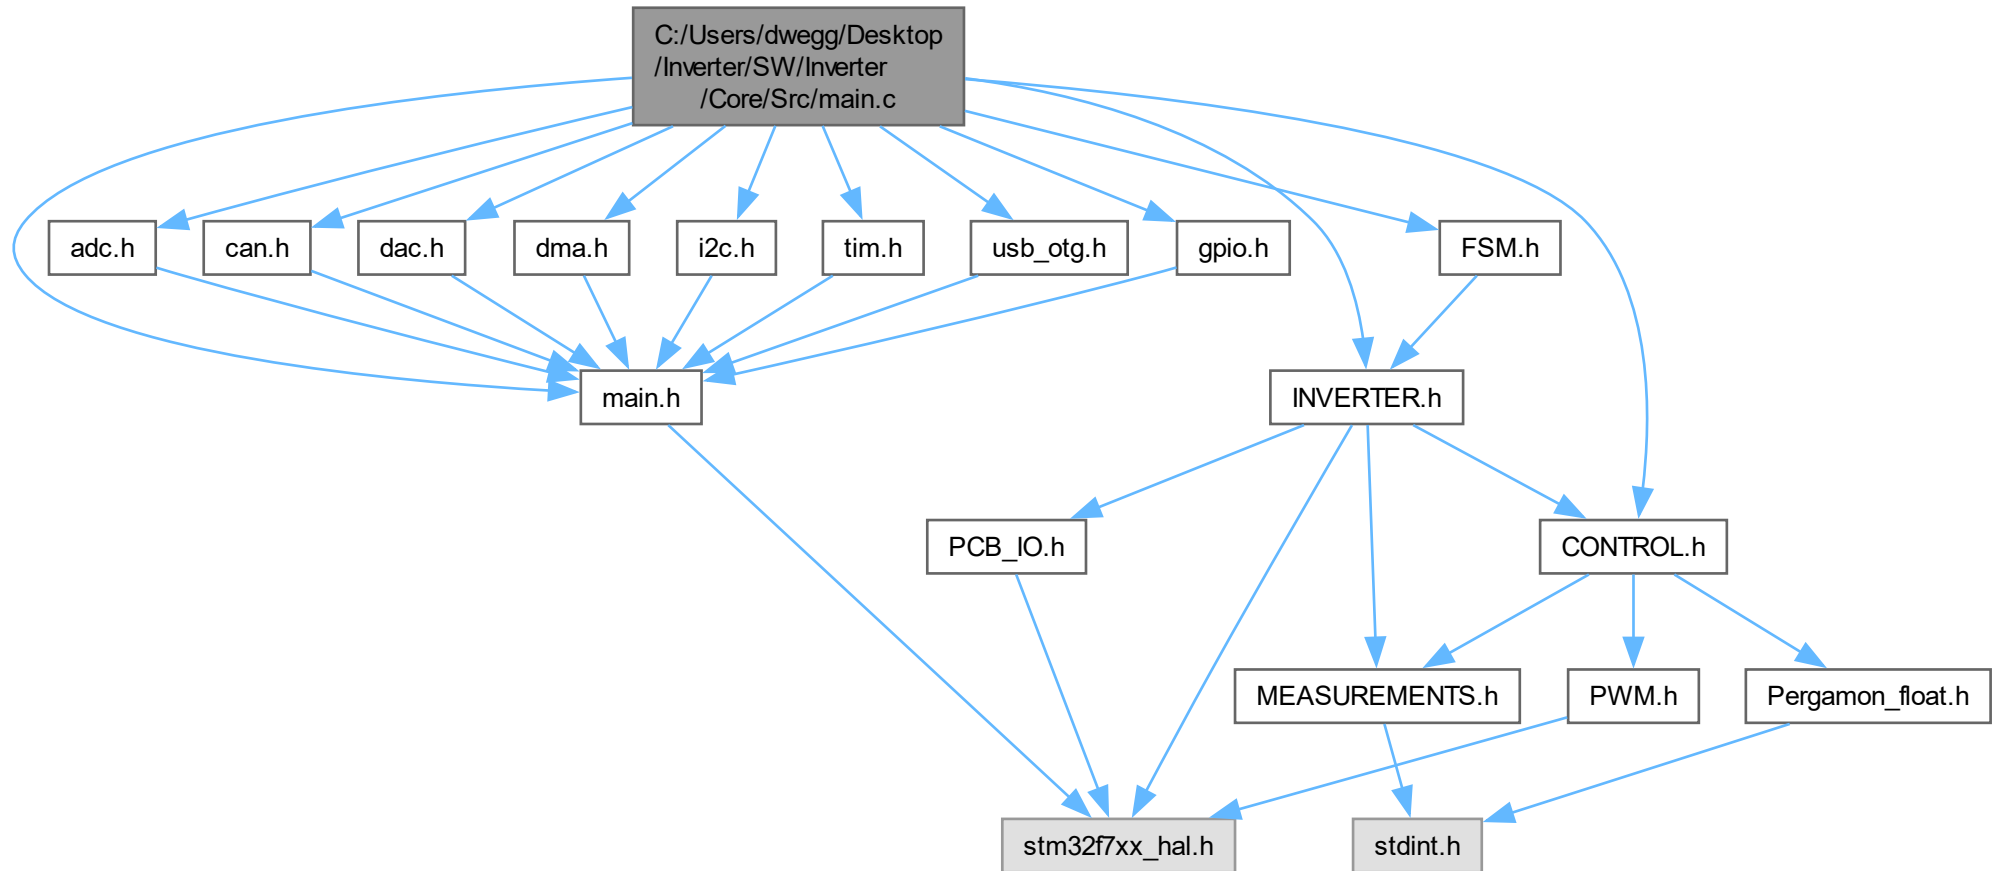 C:/Users/dwegg/Desktop
/Inverter/SW/Inverter
/Core/Src/main.c
adc.h
can.h
dac.h
dma.h
i2c.h
tim.h
usb_otg.h
gpio.h
FSM.h
main.h
INVERTER.h
PCB_IO.h
CONTROL.h
MEASUREMENTS.h
PWM.h
Pergamon_float.h
stm32f7xx_hal.h
stdint.h